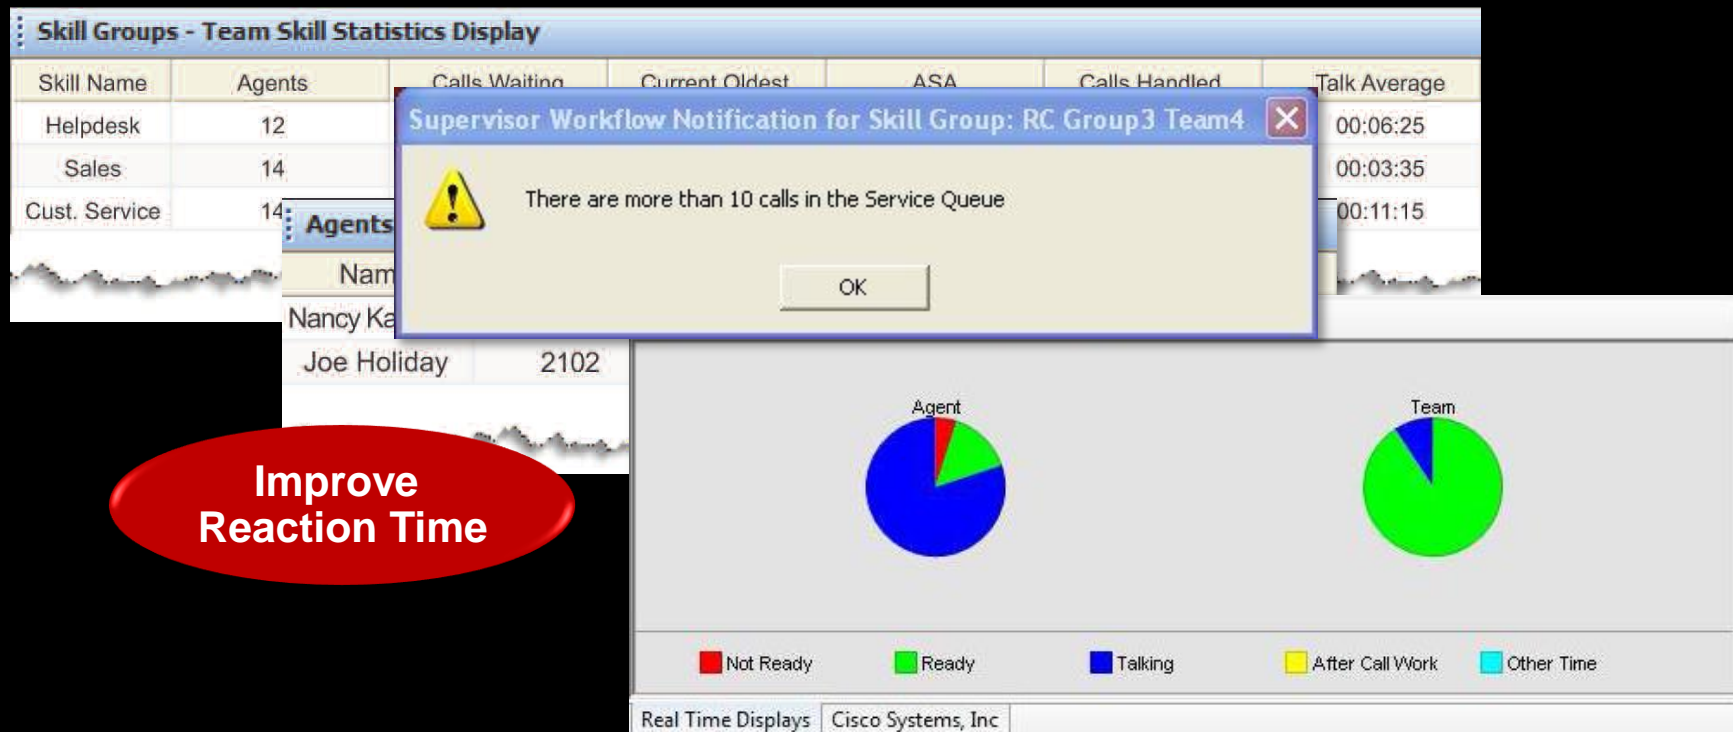 Skill Groups - Team Skill Statistics Display
Skill Name Agents Calls Waiting Current Oldest ASA Calls Handled Talk Average
Helpdesk 12 00:06:25
Sales 14 00:03:35
Cust. Service 14 00:11:15
Supervisor Workflow Notification for Skill Group: RC Group3 Team4
There are more than 10 calls in the Service Queue
OK
Agents
Nancy
Joe Holiday 2102
Improve
Reaction Time
Agent Team
Not Ready Ready Talking After Call Work Other Time
Real Time Displays Cisco Systems, Inc